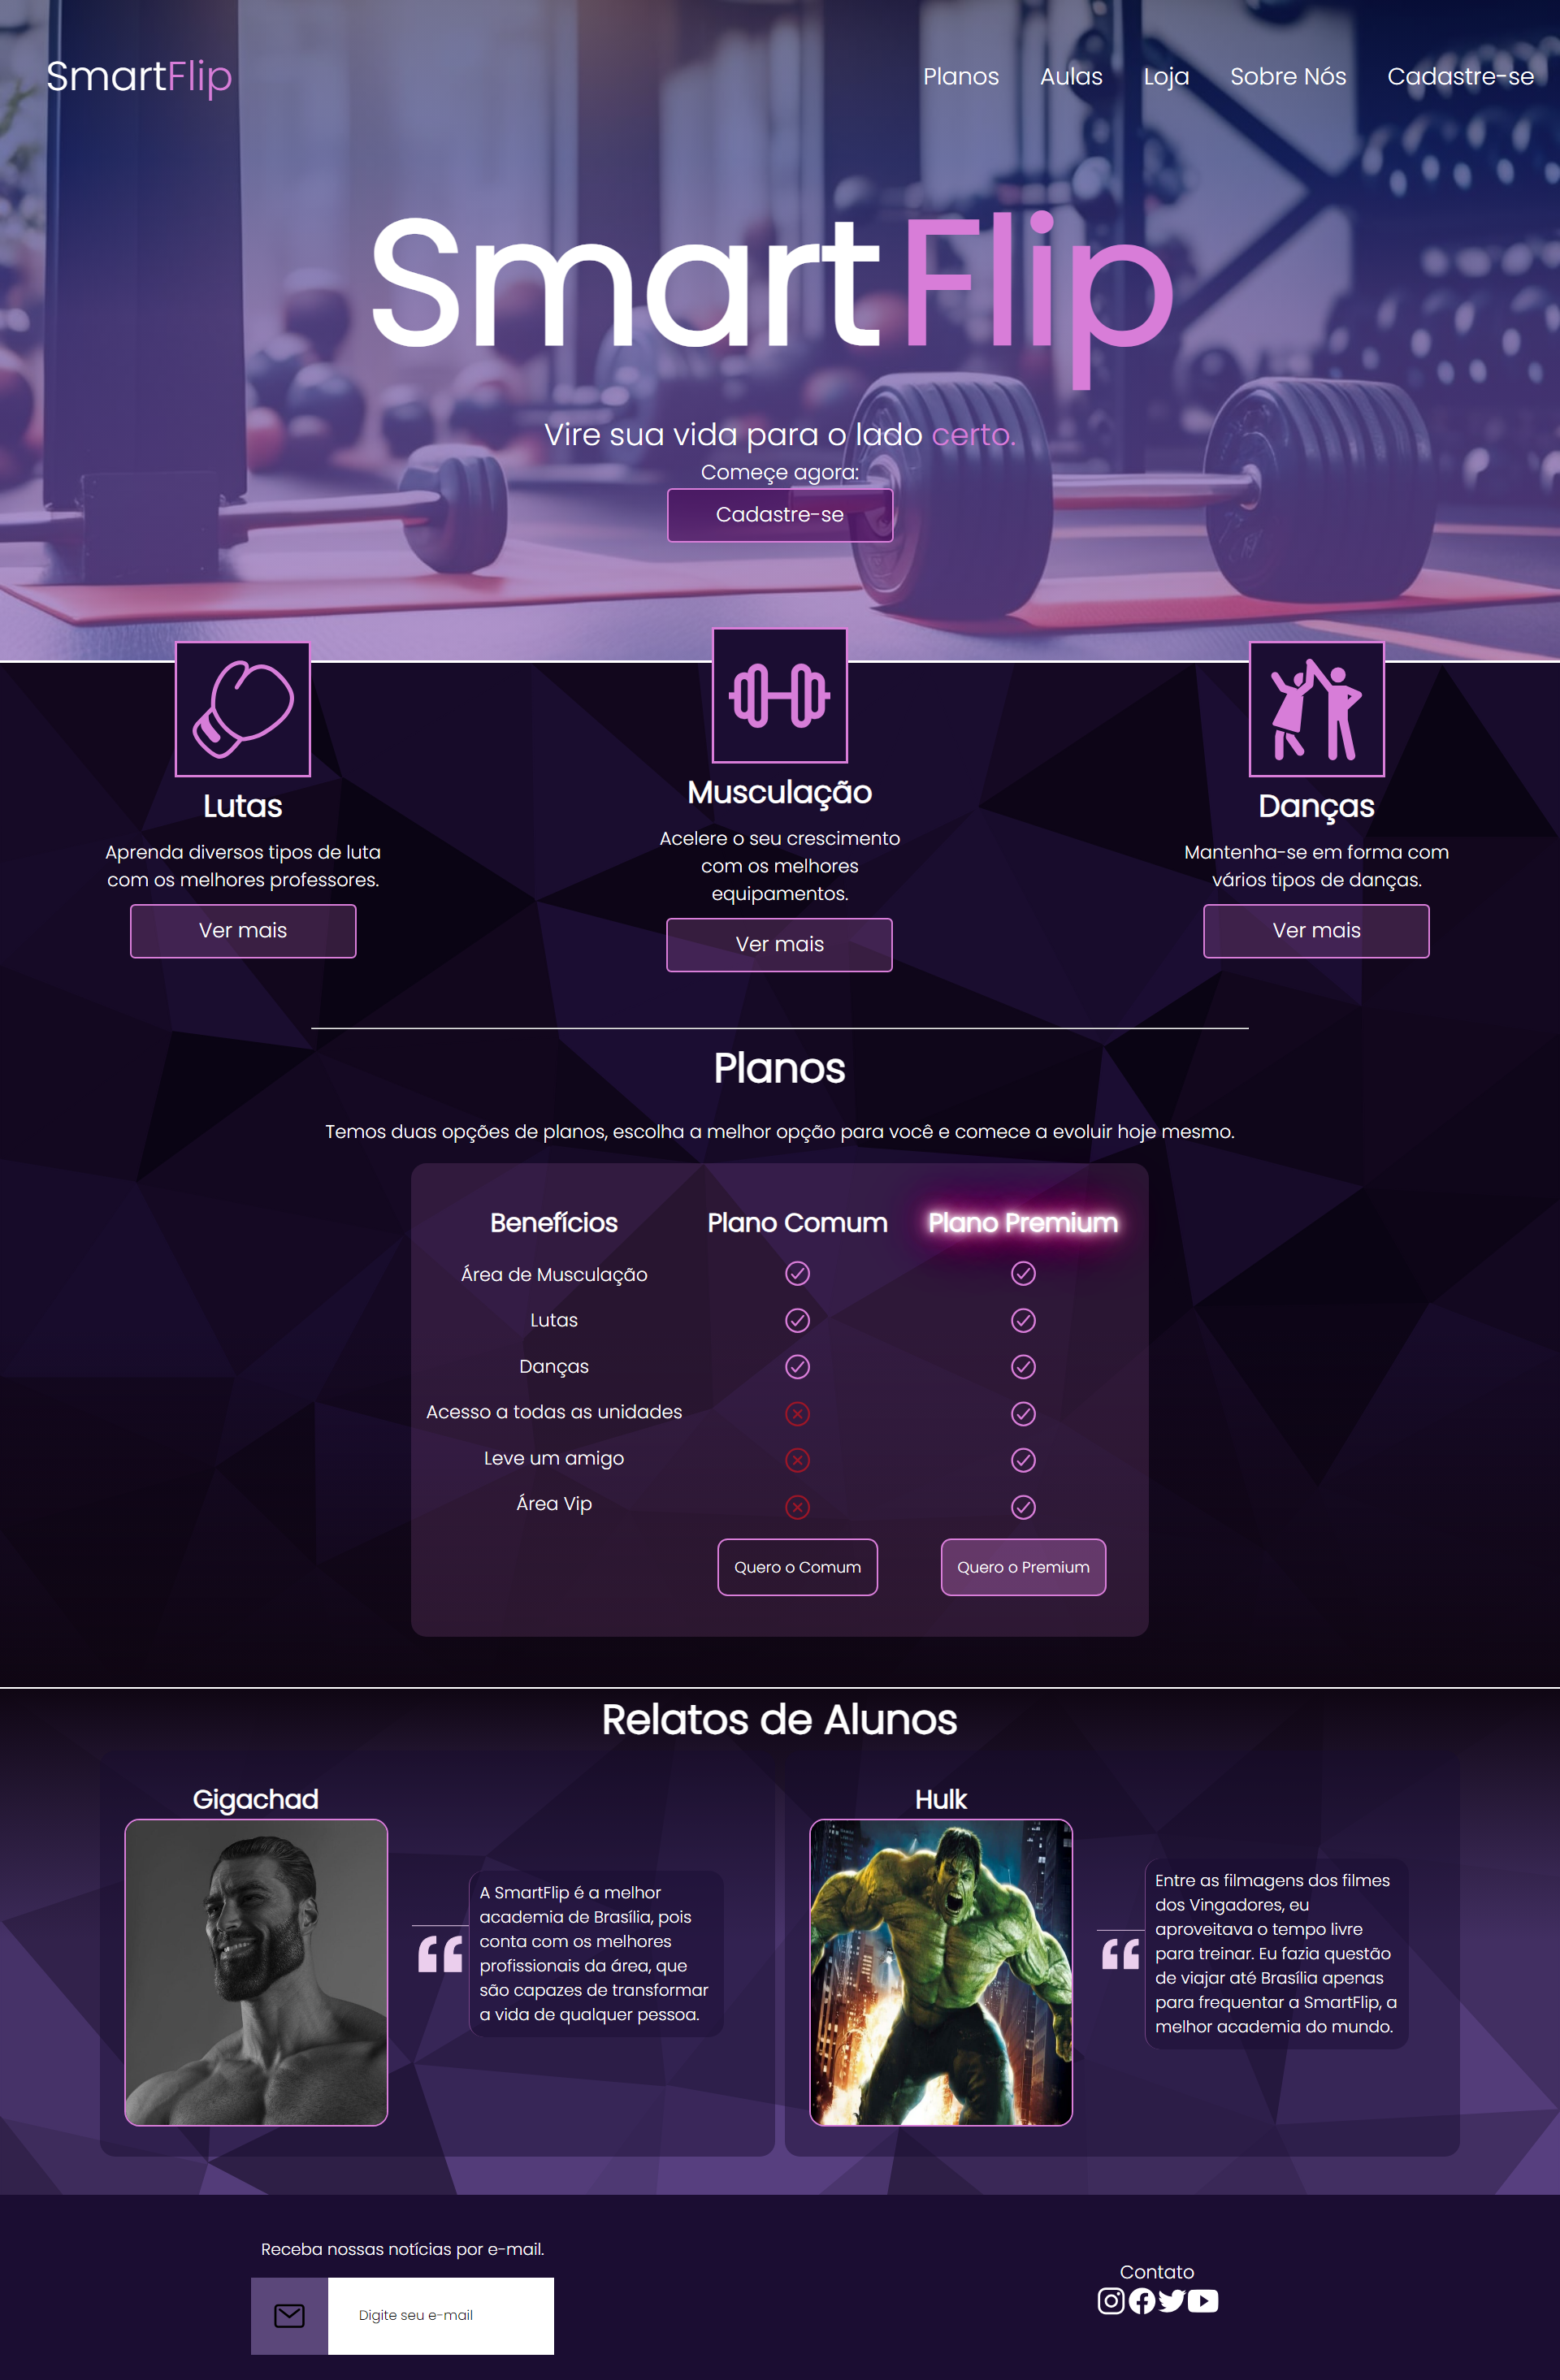 SmartFlip
Planos Aulas Loja Sobre Nós Cadastre-se
SmartFlip
Vire sua vida para o lado certo.
Começe agora:
Cadastre-se
Lutas
Aprenda diversos tipos de luta
com os melhores professores.
Ver mais
Musculação
Acelere o seu crescimento
com os melhores
equipamentos.
Ver mais
Danças
Mantenha-se em forma com
vários tipos de danças.
Ver mais
Planos
Temos duas opções de planos, escolha a melhor opção para você e comece a evoluir hoje mesmo.
Benefícios Plano Comum Plano Premium
Área de Musculação
Lutas
Danças
Acesso a todas as unidades
Leve um amigo
Área Vip
Quero o Comum Quero o Premium
Relatos de Alunos
Gigachad
A SmartFlip é a melhor
academia de Brasília, pois
conta com os melhores
profissionais da área, que
são capazes de transformar
a vida de qualquer pessoa.
Hulk
Entre as filmagens dos filmes
dos Vingadores, eu
aproveitava o tempo livre
para treinar. Eu fazia questão
de viajar até Brasília apenas
para frequentar a SmartFlip, a
melhor academia do mundo.
Receba nossas notícias por e-mail.
Digite seu e-mail
Contato